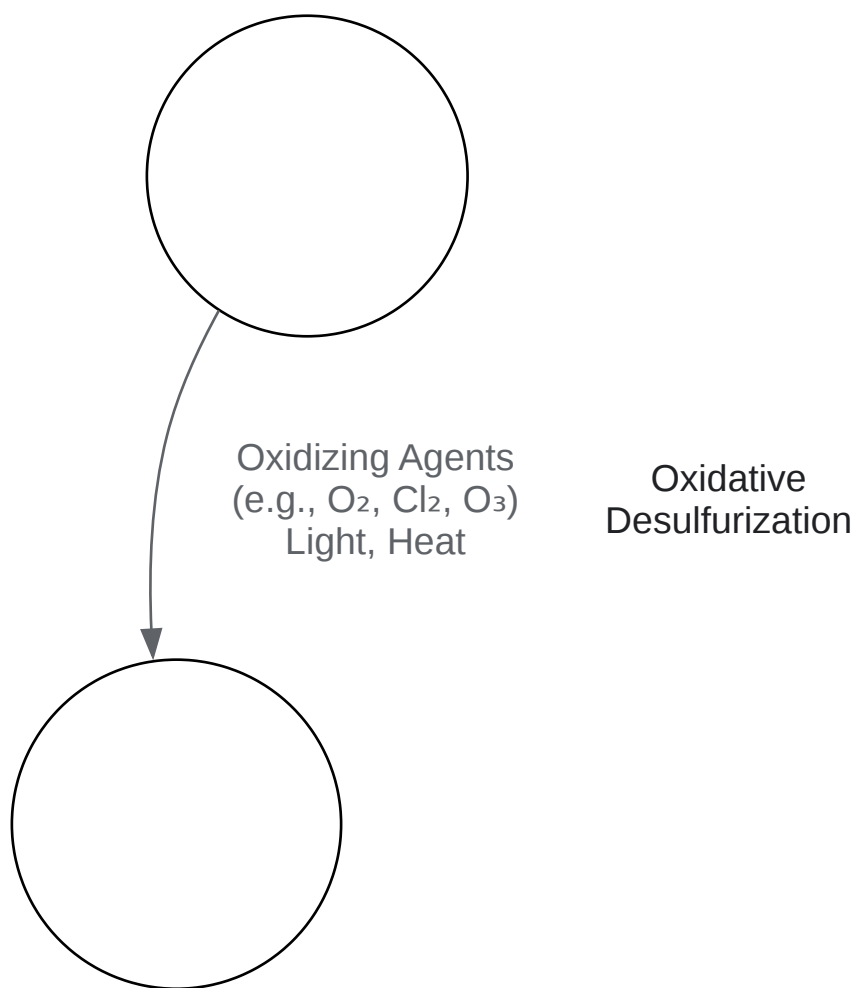 Oxidizing Agents
(e.g., O₂, Cl₂, O₃)
Light, Heat
Oxidative
Desulfurization